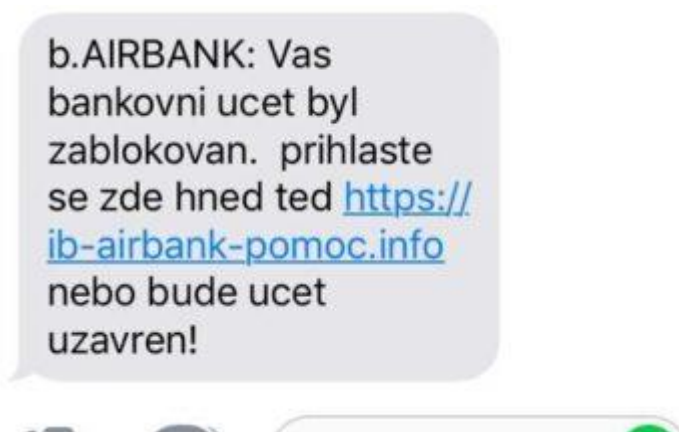 b.AIRBANK: Vas
bankovni ucet byl
zablokovan.  prihlaste
se zde hned ted https://
ib-airbank-pomoc.info
nebo bude ucet
uzavren!